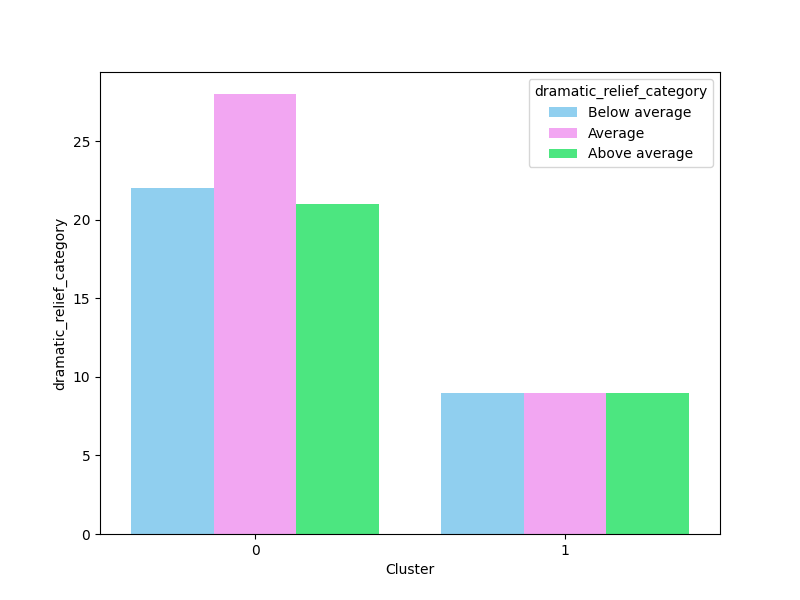 dramatic_relief_category
Below average
Average
Above average
25
20
15
10
5
0
dramatic_relief_category
0
1
Cluster